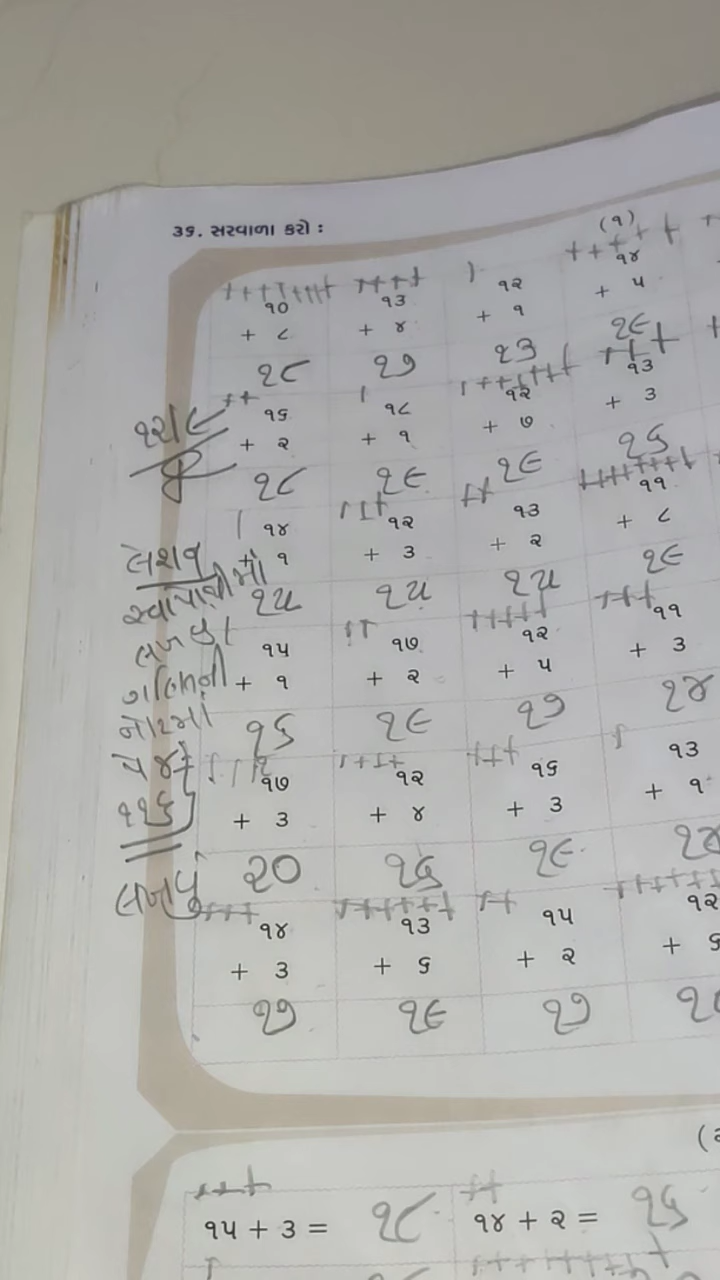 ૩૬. સરવાળા કરો :
(૧)
૧૦ ૧૩ ૧૨ ૧૪
+ ૮ + ૪ + ૧ + ૫
૧૮ ૧૭ ૧૩ ૧૯
૧૬ ૧૮ ૧૨ ૧૩
+ ૨ + ૧ + ૭ + ૩
૧૮ ૧૯ ૧૯ ૧૬
૧૪ ૧૨ ૧૩ ૧૧
+ ૧ + ૩ + ૨ + ૮
૧૫ ૧૫ ૧૫ ૧૯
૧૫ ૧૭ ૧૨ ૧૧
+ ૧ + ૨ + ૫ + ૩
૧૬ ૧૯ ૧૭ ૧૪
૧૭ ૧૨ ૧૬ ૧૩
+ ૩ + ૪ + ૩ + ૧
૨૦ ૧૬ ૧૯ ૧૪
૧૪ ૧૩ ૧૫ ૧૨
+ ૩ + ૬ + ૨ + ૬
૧૭ ૧૯ ૧૭
લેશન
લખવું
૧૫ + ૩ = ૧૮ ૧૪ + ૨ = ૧૬